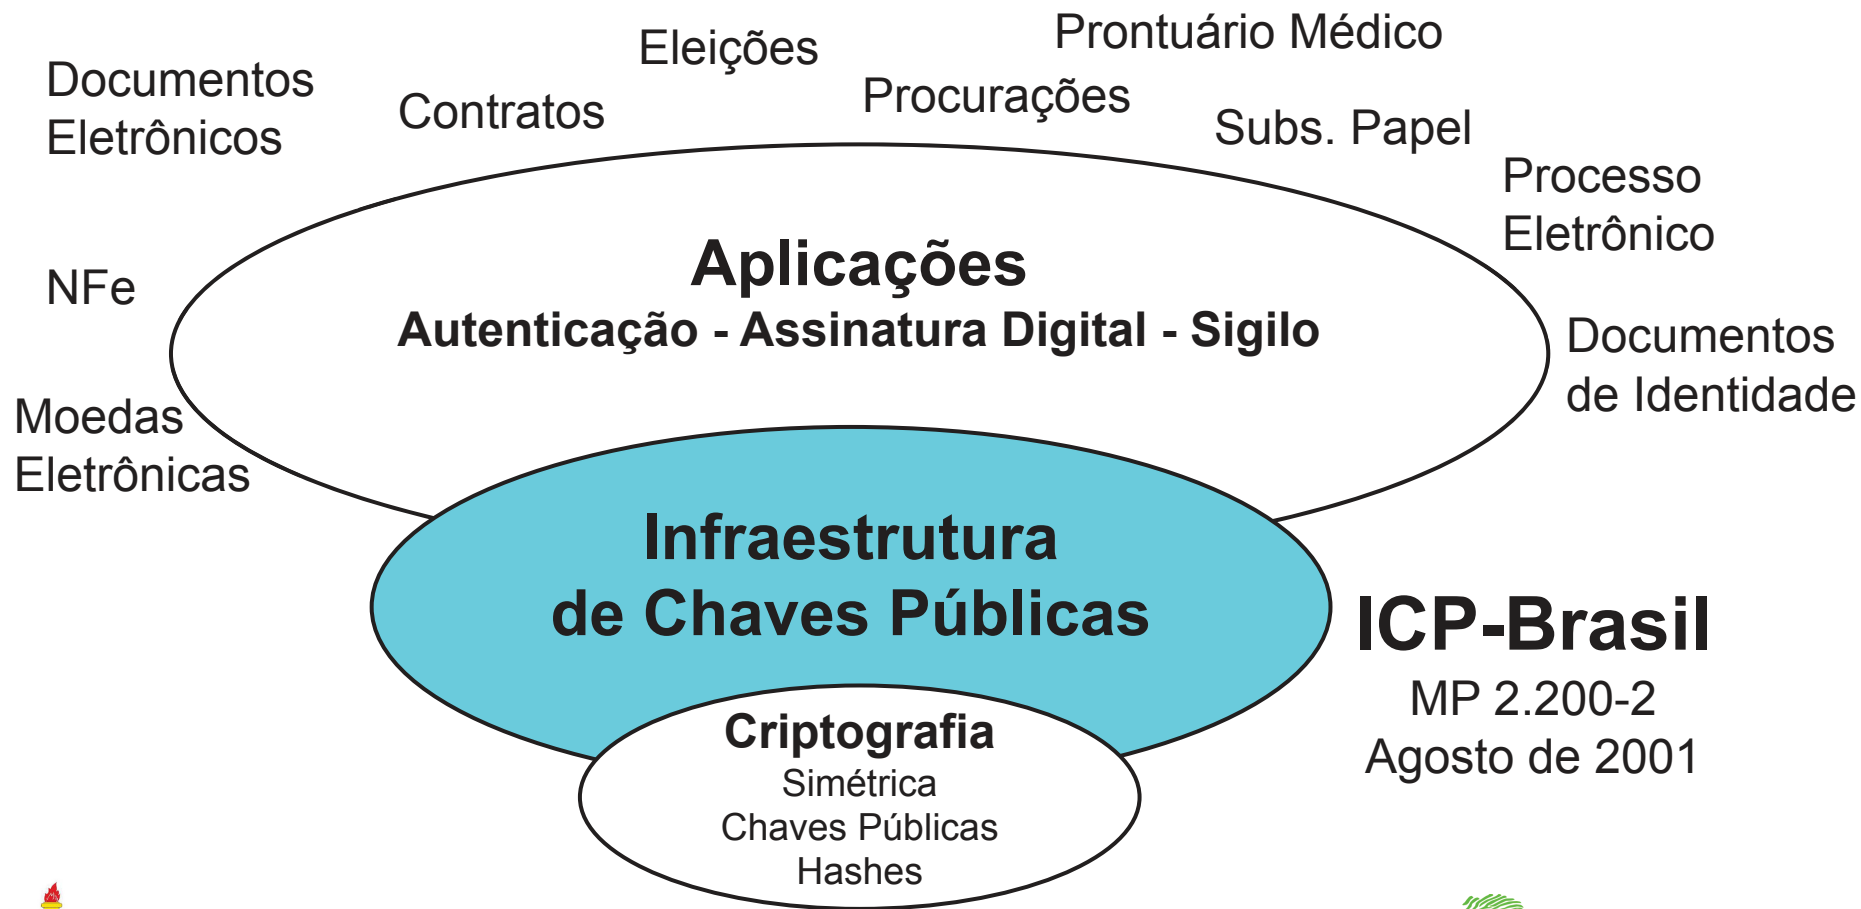 Prontuário Médico
Eleições
Documentos
Eletrônicos
Contratos
Procurações
Subs. Papel
Processo
Eletrônico
NFe
Aplicações
Autenticação - Assinatura Digital - Sigilo
Documentos
de Identidade
Moedas
Eletrônicas
Infraestrutura
de Chaves Públicas
ICP-Brasil
MP 2.200-2
Agosto de 2001
Criptografia
Simétrica
Chaves Públicas
Hashes